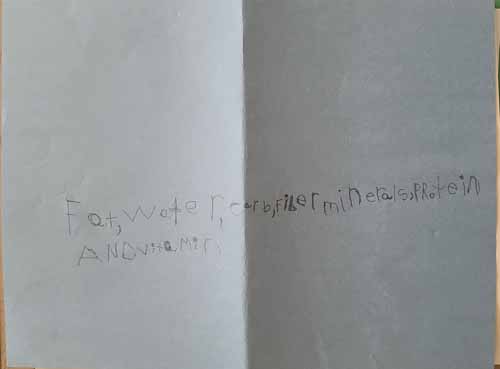 Fat, Water, carb, Fiber minerals, PRotein
AND vitamin